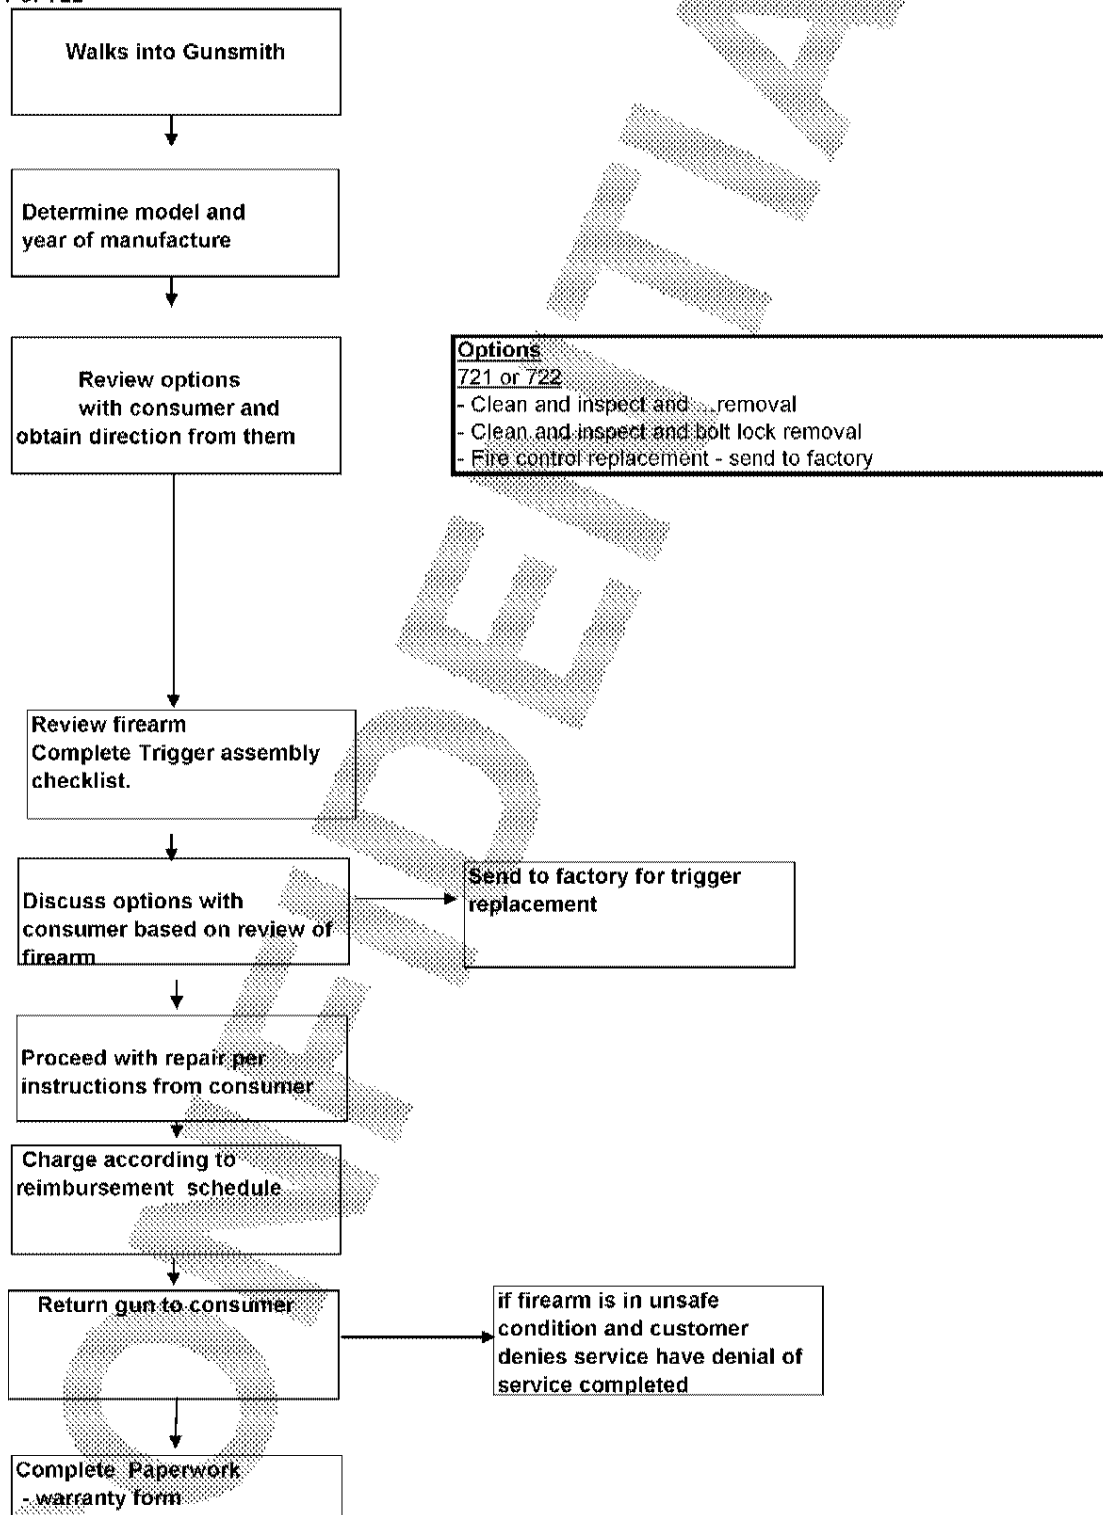 Walks into Gunsmith
Determine model and
year of manufacture
Review options
with consumer and
obtain direction from them
Options
721 or 722
- Clean and inspect and ... removal
- Clean and inspect and bolt lock removal
- Fire control replacement - send to factory
Review firearm
Complete Trigger assembly
checklist.
Discuss options with
consumer based on review of
firearm
Send to factory for trigger
replacement
Proceed with repair per
instructions from consumer
Charge according to
reimbursement schedule
Return gun to consumer
if firearm is in unsafe
condition and customer
denies service have denial of
service completed
Complete Paperwork
- warranty form